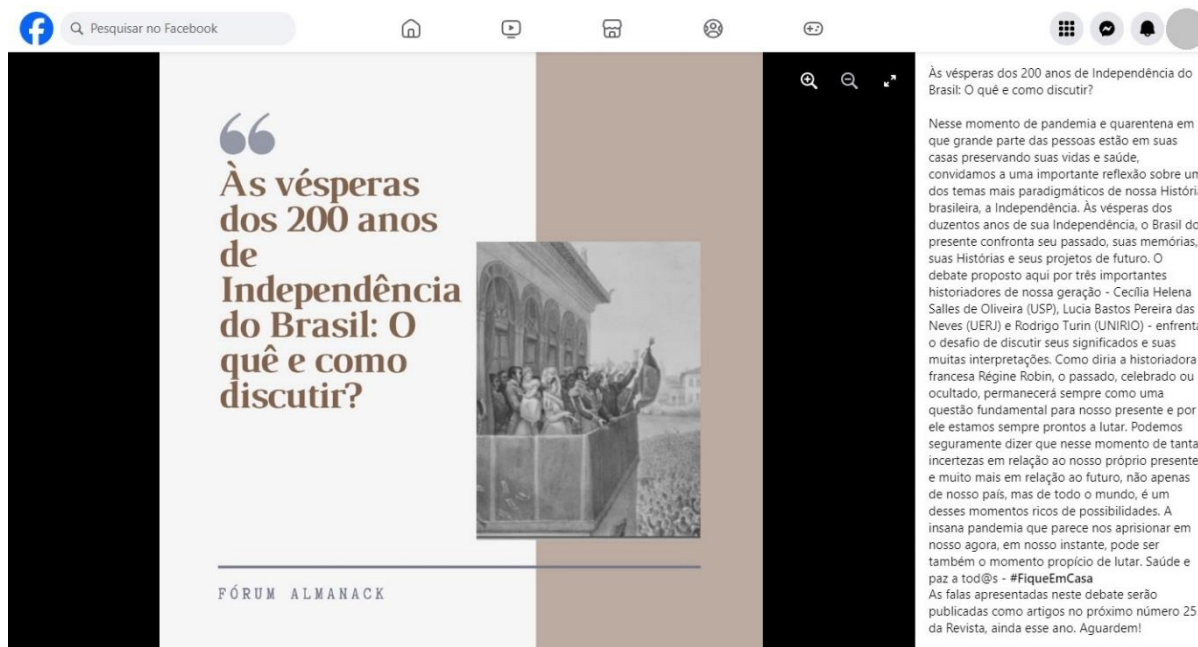 Pesquisar no Facebook
Às vésperas
dos 200 anos
de
Independência
do Brasil: O
quê e como
discutir?
FÓRUM ALMANACK
Às vésperas dos 200 anos de Independência do
Brasil: O quê e como discutir?
Nesse momento de pandemia e quarentena em
que grande parte das pessoas estão em suas
casas preservando suas vidas e saúde,
convidamos a uma importante reflexão sobre um
dos temas mais paradigmáticos de nossa História
brasileira, a Independência. Às vésperas dos
duzentos anos de sua Independência, o Brasil do
presente confronta seu passado, suas memórias,
suas Histórias e seus projetos de futuro. O
debate proposto aqui por três importantes
historiadores de nossa geração - Cecília Helena
Salles de Oliveira (USP), Lucia Bastos Pereira das
Neves (UERJ) e Rodrigo Turin (UNIRIO) - enfrenta
o desafio de discutir seus significados e suas
muitas interpretações. Como diria a historiadora
francesa Régine Robin, o passado, celebrado ou
ocultado, permanecerá sempre como uma
questão fundamental para nosso presente e por
ele estamos sempre prontos a lutar. Podemos
seguramente dizer que nesse momento de tanta
incertezas em relação ao nosso próprio presente
e muito mais em relação ao futuro, não apenas
de nosso país, mas de todo o mundo, é um
desses momentos ricos de possibilidades. A
insana pandemia que parece nos aprisionar em
nosso agora, em nosso instante, pode ser
também o momento propício de lutar. Saúde e
paz a tod@s - #FiqueEmCasa
As falas apresentadas neste debate serão
publicadas como artigos no próximo número 25
da Revista, ainda esse ano. Aguardem!